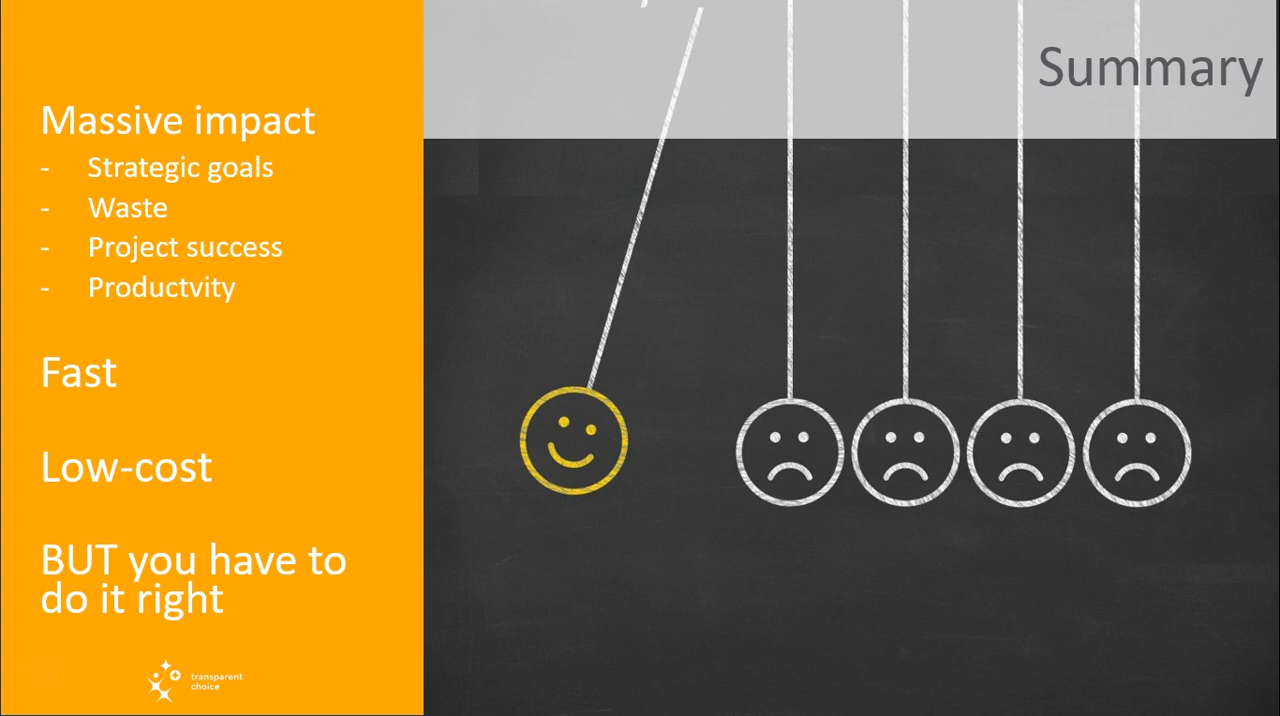 Summary
Massive impact
- Strategic goals
- Waste
- Project success
- Productvity
Fast
Low-cost
BUT you have to
do it right
transparent
choice